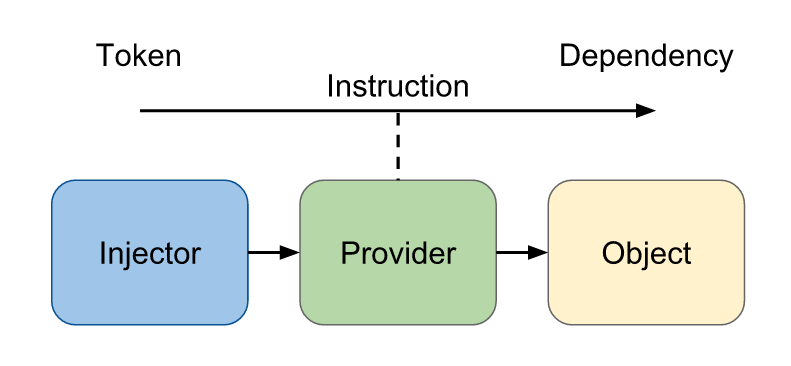 Token
Dependency
Instruction
Injector
Provider
Object